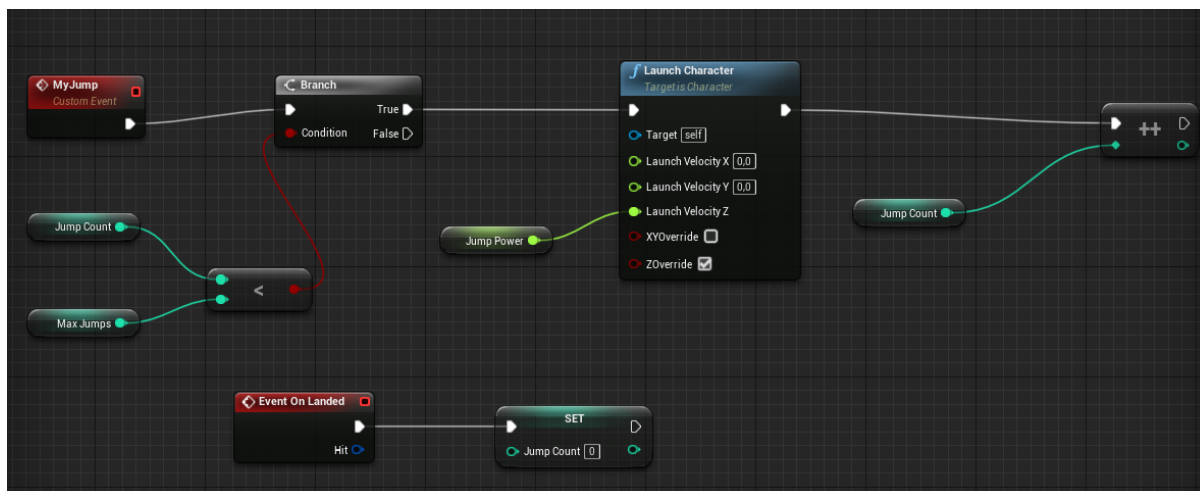 MyJump
Custom Event
Branch
True
Condition
False
Launch Character
Target is Character
Target self
Launch Velocity X 0,0
Launch Velocity Y 0,0
Launch Velocity Z
XYOverride
ZOverride
++
Jump Count
Jump Count
Jump Power
<
Max Jumps
Event On Landed
Hit
SET
Jump Count 0